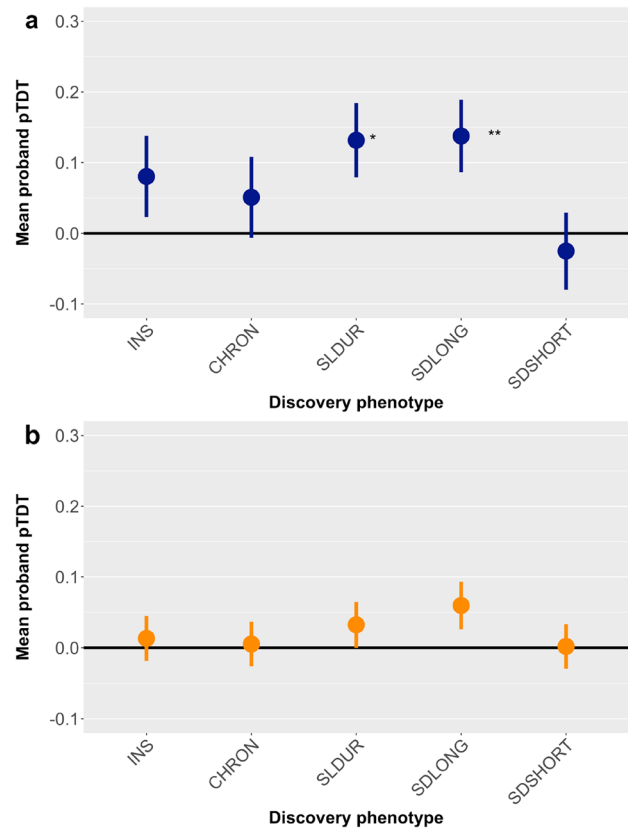 a
Mean proband pTDT
0.3
0.2
0.1
0.0
-0.1
*
**
INS
CHRON
SLDUR
SDLONG
SDSHORT
Discovery phenotype
b
Mean proband pTDT
0.3
0.2
0.1
0.0
-0.1
INS
CHRON
SLDUR
SDLONG
SDSHORT
Discovery phenotype